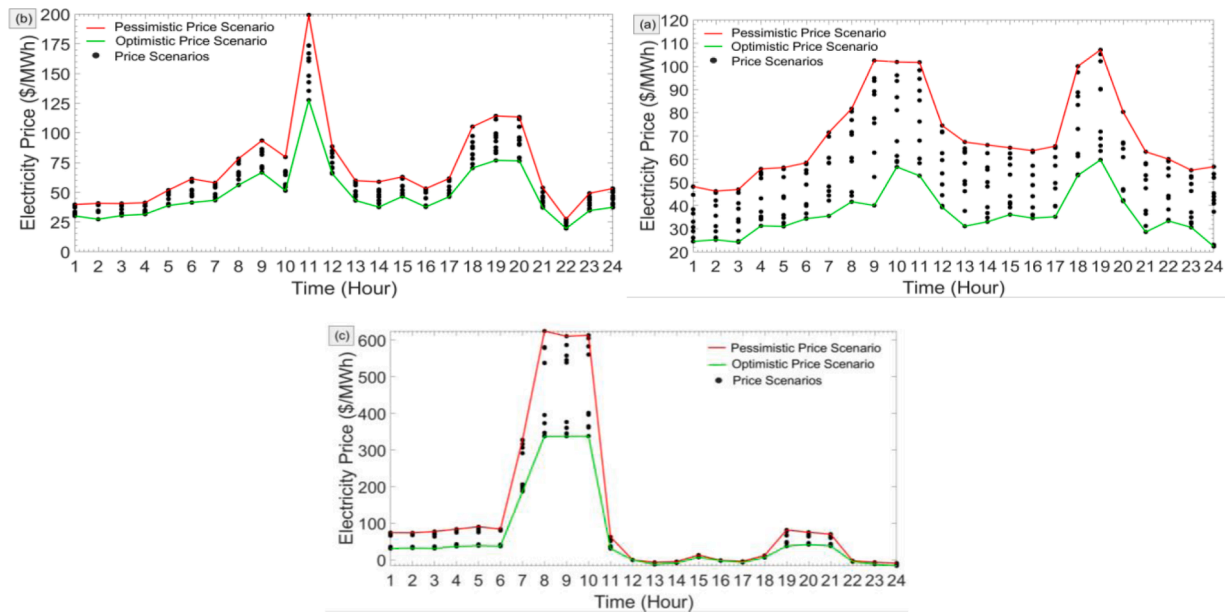 (b)
200
175
150
125
100
75
50
25
0
Electricity Price ($/MWh)
Pessimistic Price Scenario
Optimistic Price Scenario
Price Scenarios
1 2 3 4 5 6 7 8 9 10 11 12 13 14 15 16 17 18 19 20 21 22 23 24
Time (Hour)
(a)
120
110
100
90
80
70
60
50
40
30
20
Electricity Price ($/MWh)
Pessimistic Price Scenario
Optimistic Price Scenario
Price Scenarios
1 2 3 4 5 6 7 8 9 10 11 12 13 14 15 16 17 18 19 20 21 22 23 24
Time (Hour)
(c)
600
500
400
300
200
100
0
Electricity Price ($/MWh)
Pessimistic Price Scenario
Optimistic Price Scenario
Price Scenarios
1 2 3 4 5 6 7 8 9 10 11 12 13 14 15 16 17 18 19 20 21 22 23 24
Time (Hour)